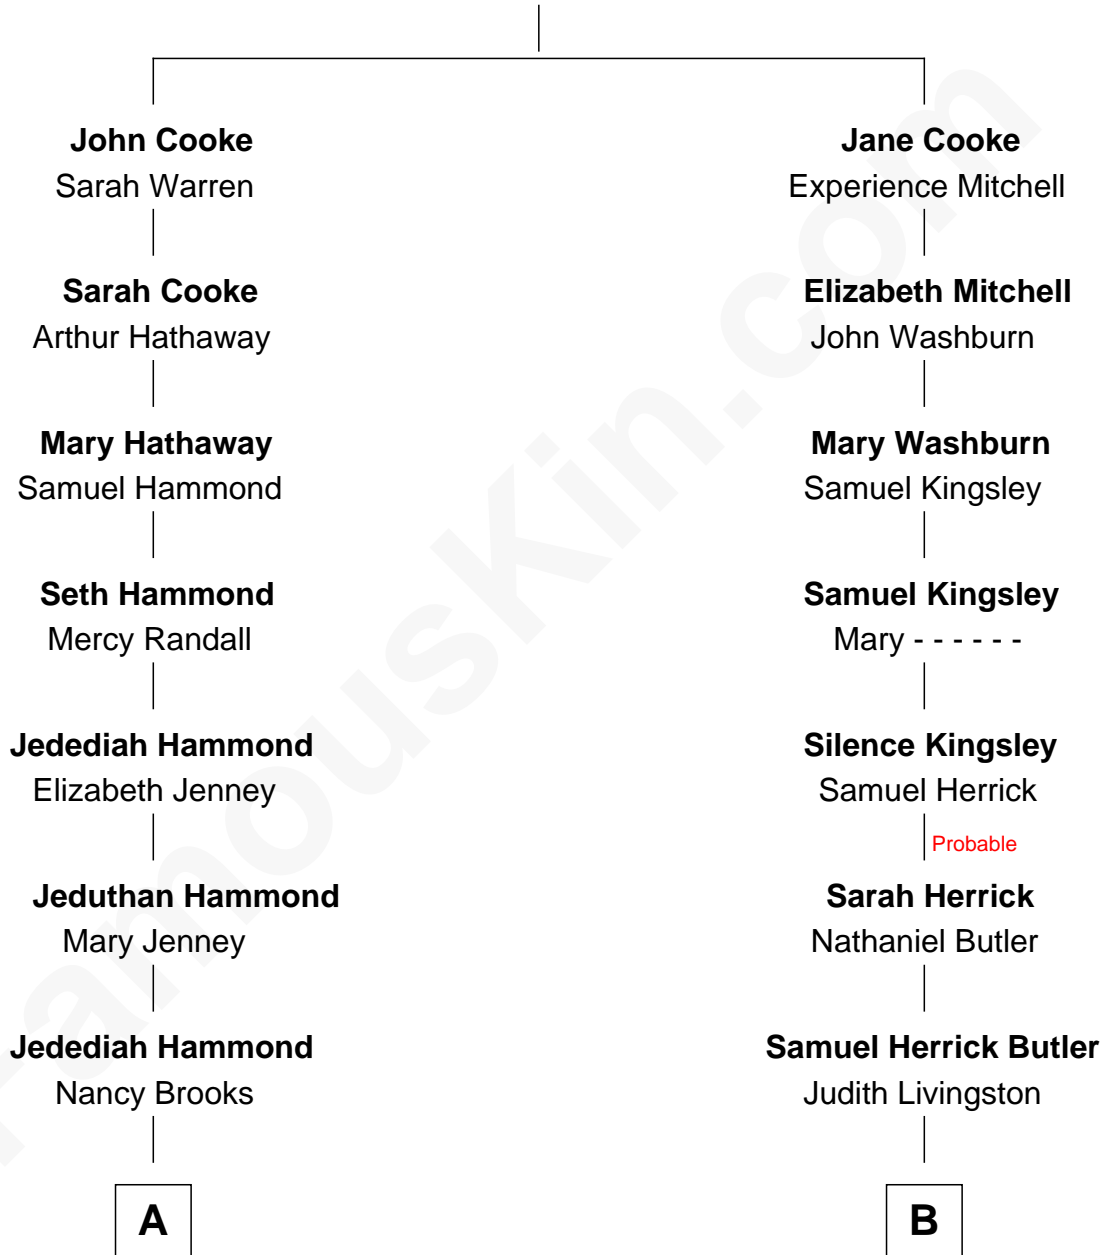 John Cooke
Sarah Warren
Jane Cooke
Experience Mitchell
Sarah Cooke
Arthur Hathaway
Elizabeth Mitchell
John Washburn
Mary Hathaway
Samuel Hammond
Mary Washburn
Samuel Kingsley
Seth Hammond
Mercy Randall
Samuel Kingsley
Mary - - - - - -
Jedediah Hammond
Elizabeth Jenney
Silence Kingsley
Samuel Herrick
Probable
Jeduthan Hammond
Mary Jenney
Sarah Herrick
Nathaniel Butler
Jedediah Hammond
Nancy Brooks
Samuel Herrick Butler
Judith Livingston
A
B
FamousKin.com